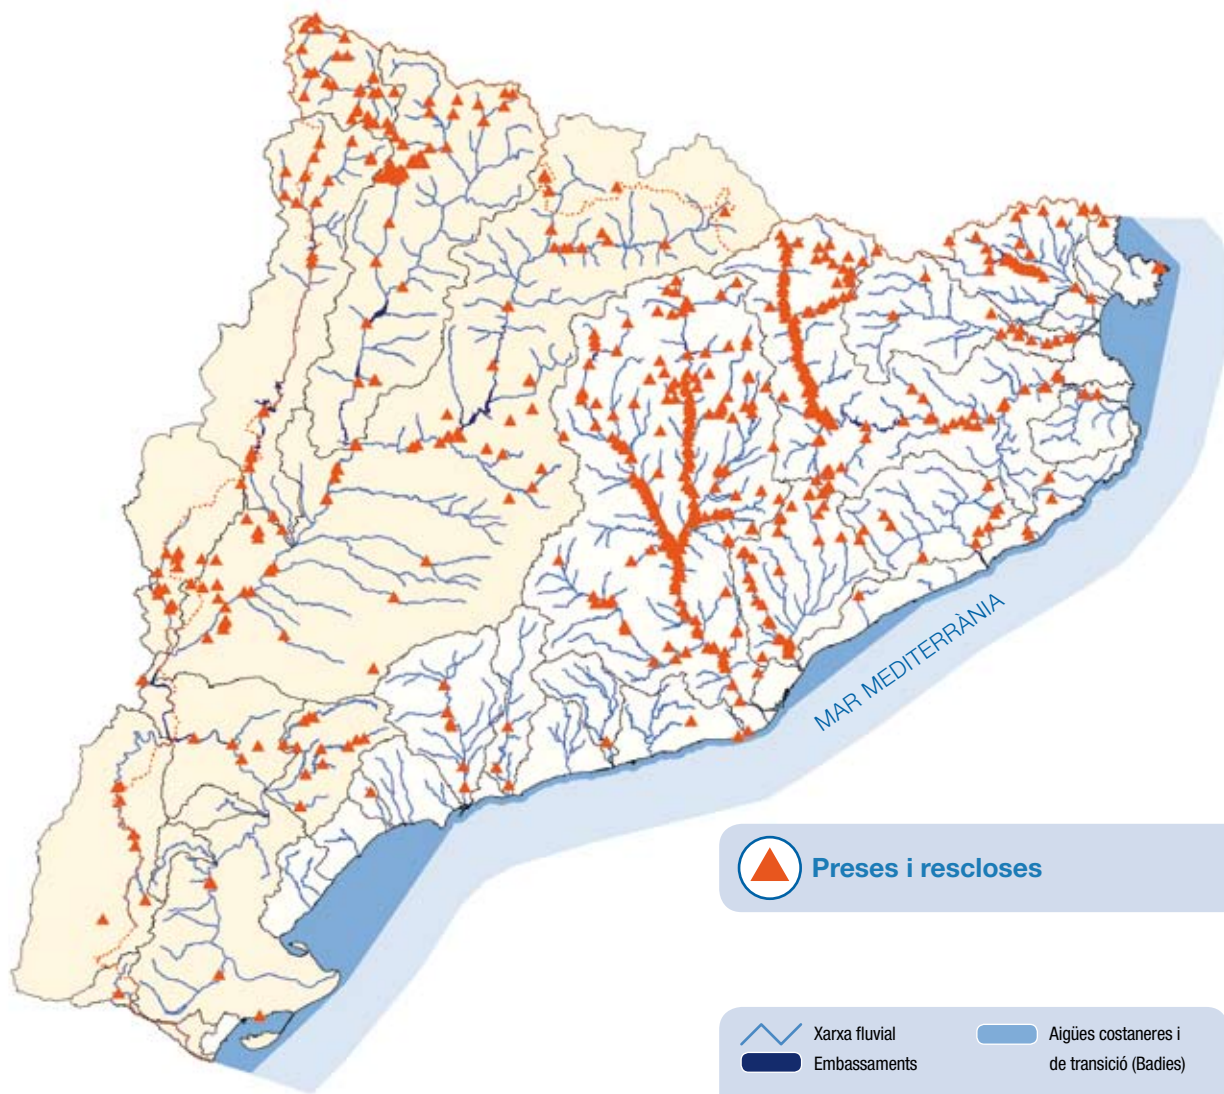 MAR MEDITERRÀNIA
Preses i rescloses
Xarxa fluvial
Embassaments
Aigües costaneres i
de transició (Badies)